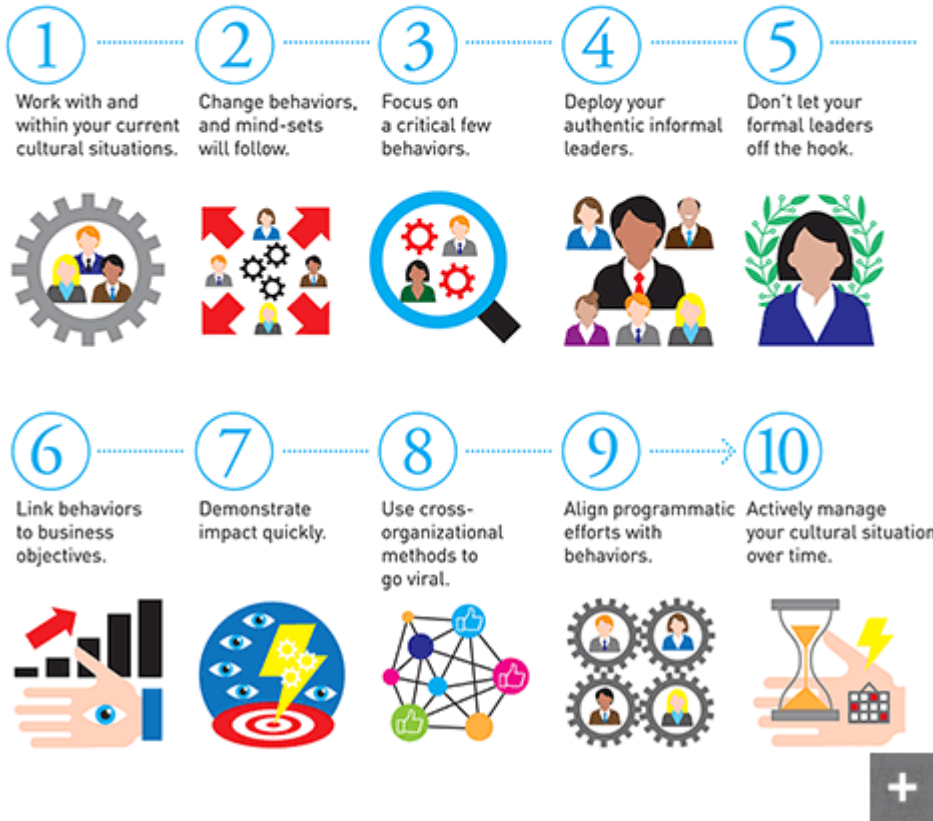 1
Work with and
within your current
cultural situations.
2
Change behaviors,
and mind-sets
will follow.
3
Focus on
a critical few
behaviors.
4
Deploy your
authentic informal
leaders.
5
Don't let your
formal leaders
off the hook.
6
Link behaviors
to business
objectives.
7
Demonstrate
impact quickly.
8
Use cross-
organizational
methods to
go viral.
9
Align programmatic
efforts with
behaviors.
10
Actively manage
your cultural situation
over time.
+